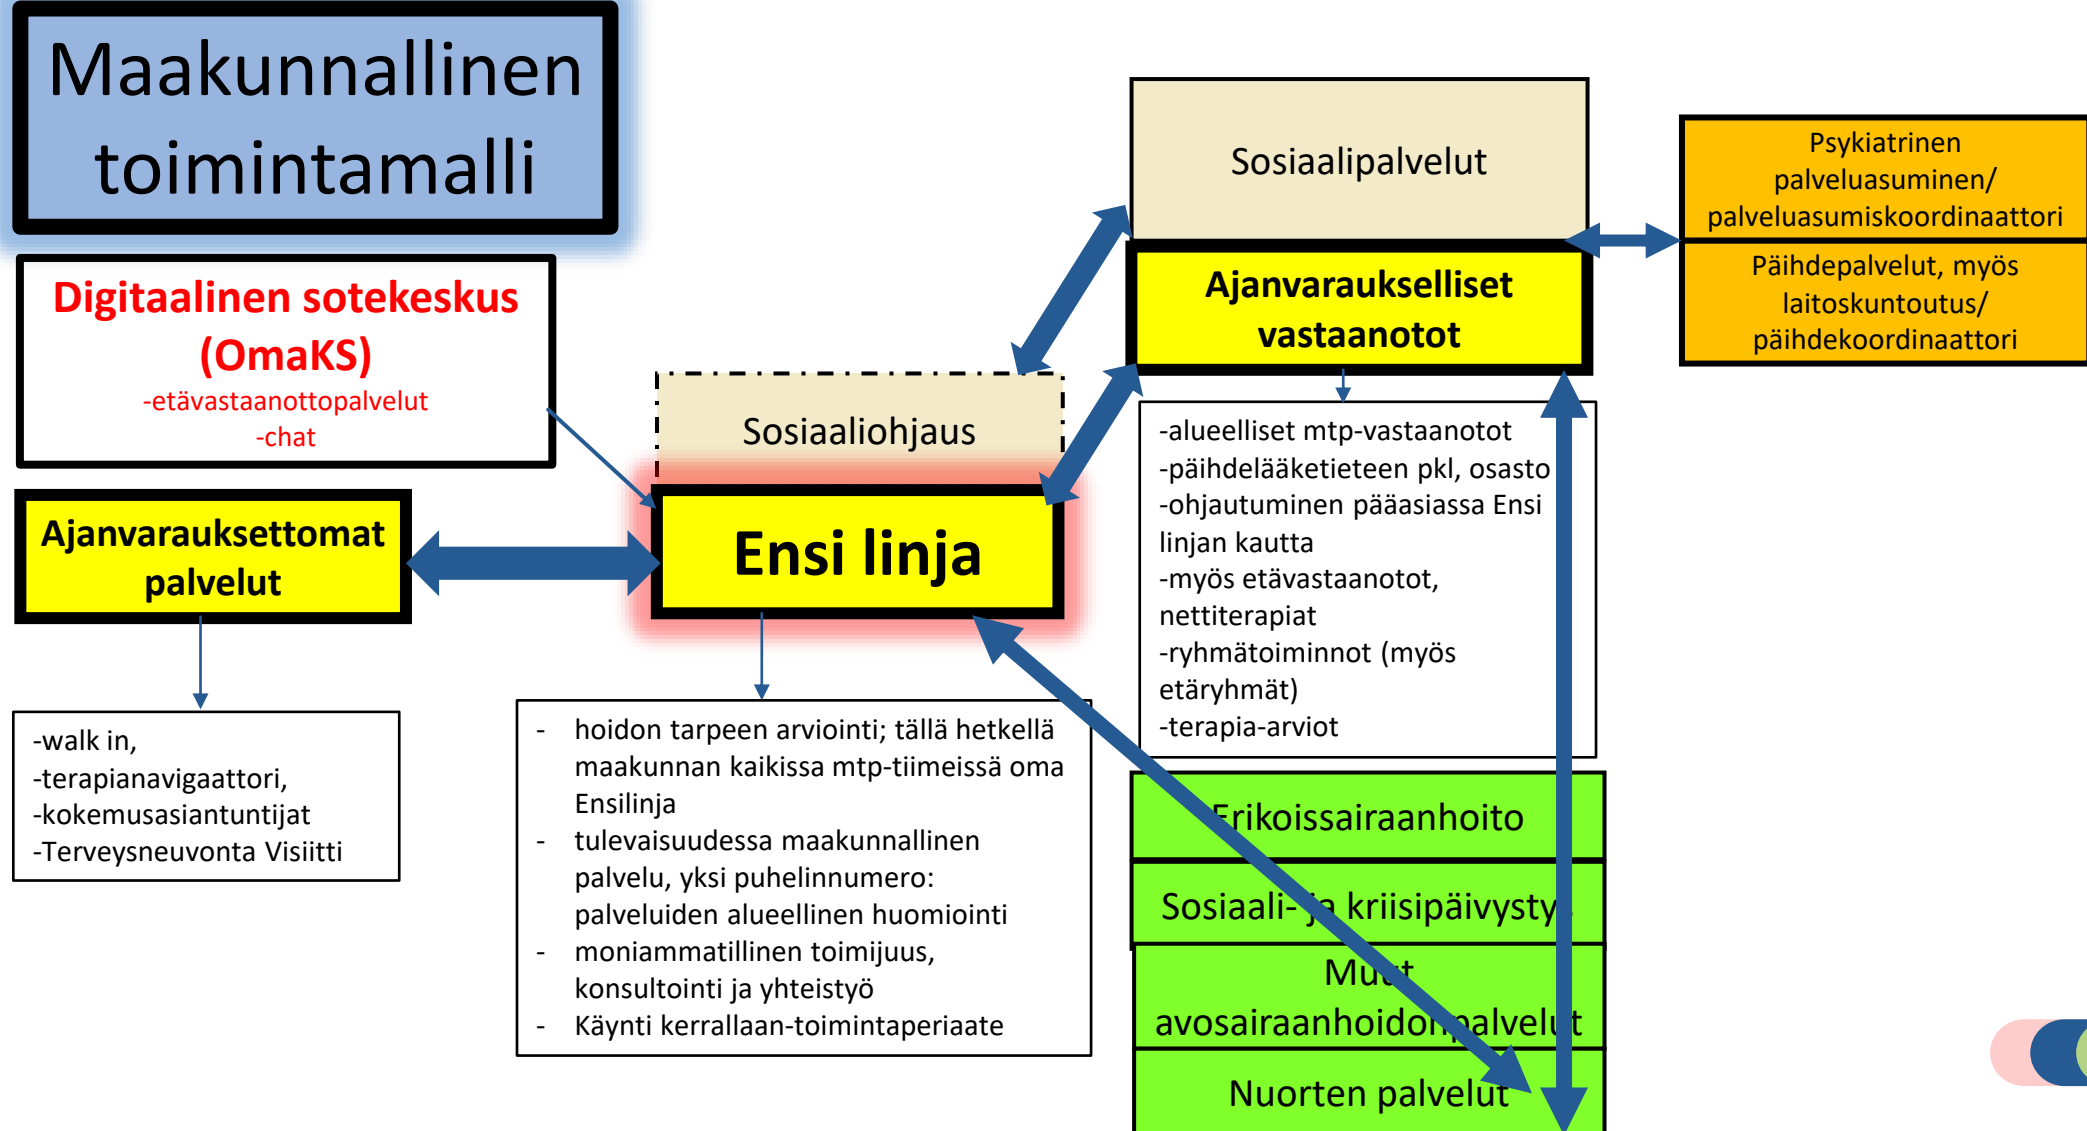 Maakunnallinen
toimintamalli
Digitaalinen sotekeskus
(OmaKS)
-etävastaanottopalvelut
-chat
Ajanvarauksettomat
palvelut
-walk in,
-terapianavigaattori,
-kokemusasiantuntijat
-Terveysneuvonta Visiitti
Sosiaaliohjaus
Ensi linja
- hoidon tarpeen arviointi; tällä hetkellä
maakunnan kaikissa mtp-tiimeissä oma
Ensilinja
- tulevaisuudessa maakunnallinen
palvelu, yksi puhelinnumero:
palveluiden alueellinen huomiointi
- moniammatillinen toimijuus,
konsultointi ja yhteistyö
- Käynti kerrallaan-toimintaperiaate
Sosiaalipalvelut
Ajanvaraukselliset
vastaanotot
-alueelliset mtp-vastaanotot
-päihdelääketieteen pkl, osasto
-ohjautuminen pääasiassa Ensi
linjan kautta
-myös etävastaanotot,
nettiterapiat
-ryhmätoiminnot (myös
etäryhmät)
-terapia-arviot
Erikoissairaanhoito
Sosiaali- ja kriisipäivystys
Muut
avosairaanhoidon palvelut
Nuorten palvelut
Psykiatrinen
palveluasuminen/
palveluasumiskoordinaattori
Päihdepalvelut, myös
laitoskuntoutus/
päihdekoordinaattori